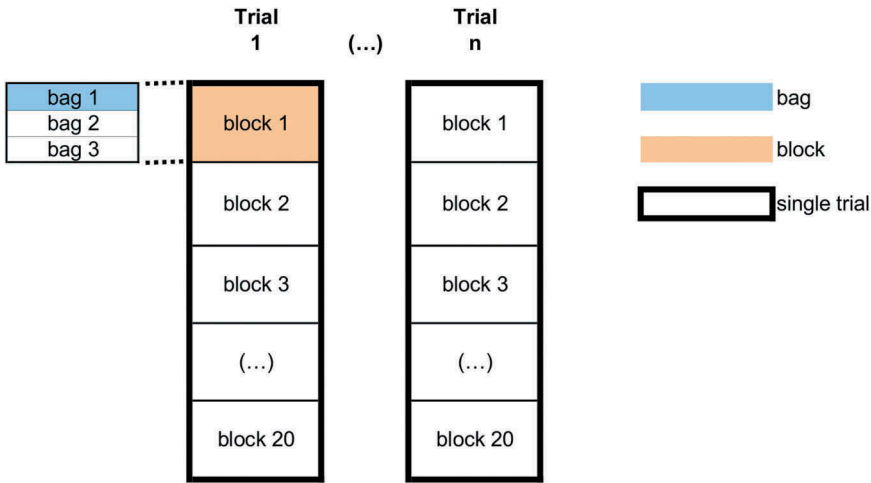 Trial
1
(...)
Trial
n
bag 1
bag 2
bag 3
block 1
block 2
block 3
(...)
block 20
block 1
block 2
block 3
(...)
block 20
bag
block
single trial